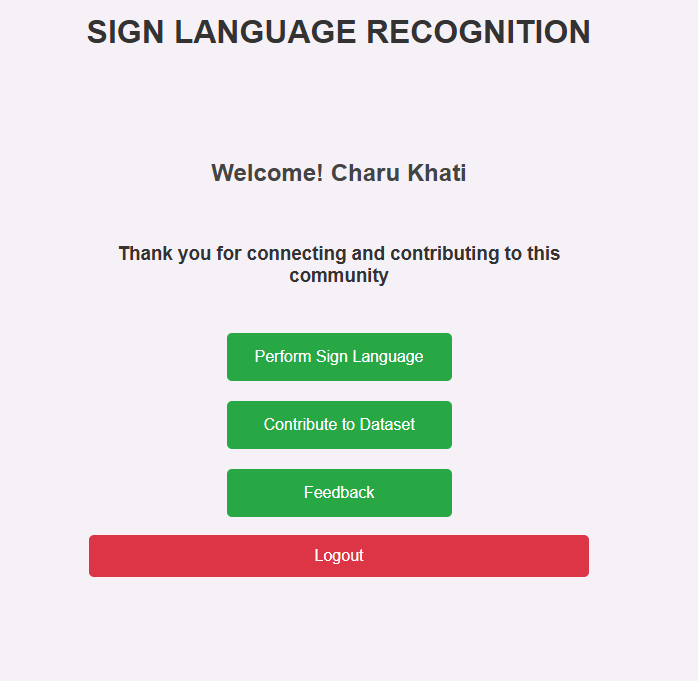 SIGN LANGUAGE RECOGNITION
Welcome! Charu Khati
Thank you for connecting and contributing to this
community
Perform Sign Language
Contribute to Dataset
Feedback
Logout